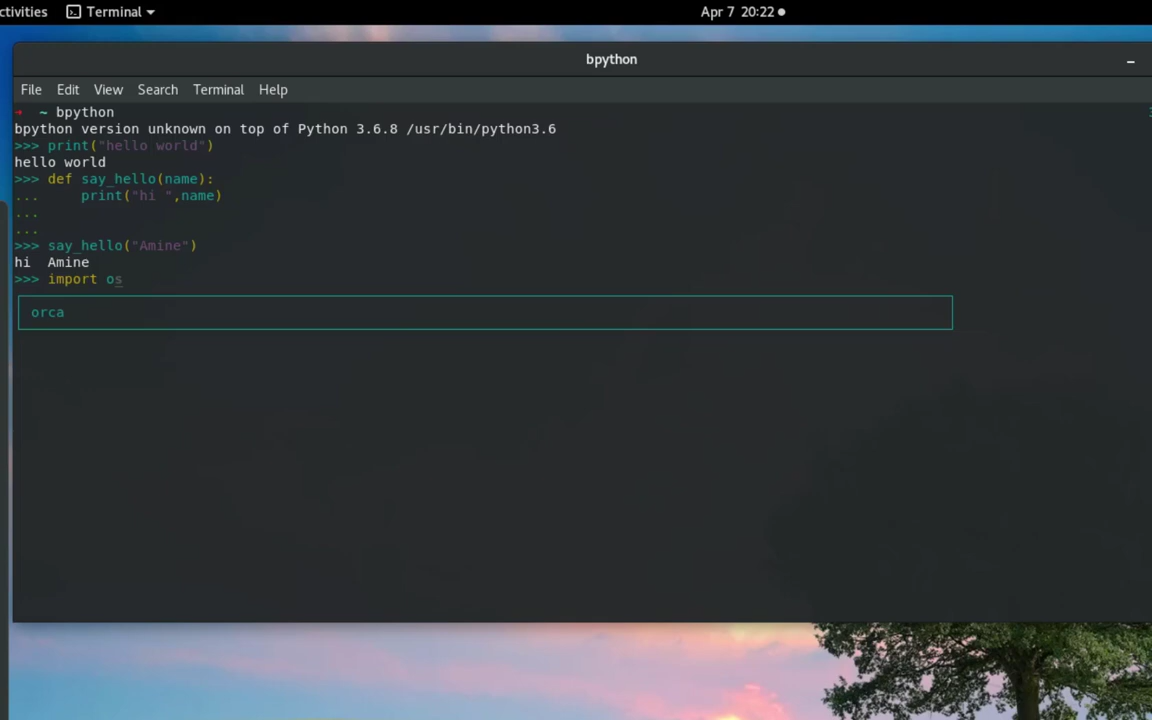 ctivities Terminal Apr 7 20:22
bpython
File Edit View Search Terminal Help
➜ ~ bpython
bpython version unknown on top of Python 3.6.8 /usr/bin/python3.6
>>> print("hello world")
hello world
>>> def say_hello(name):
...     print("hi ",name)
...
...
>>> say_hello("Amine")
hi  Amine
>>> import os
orca